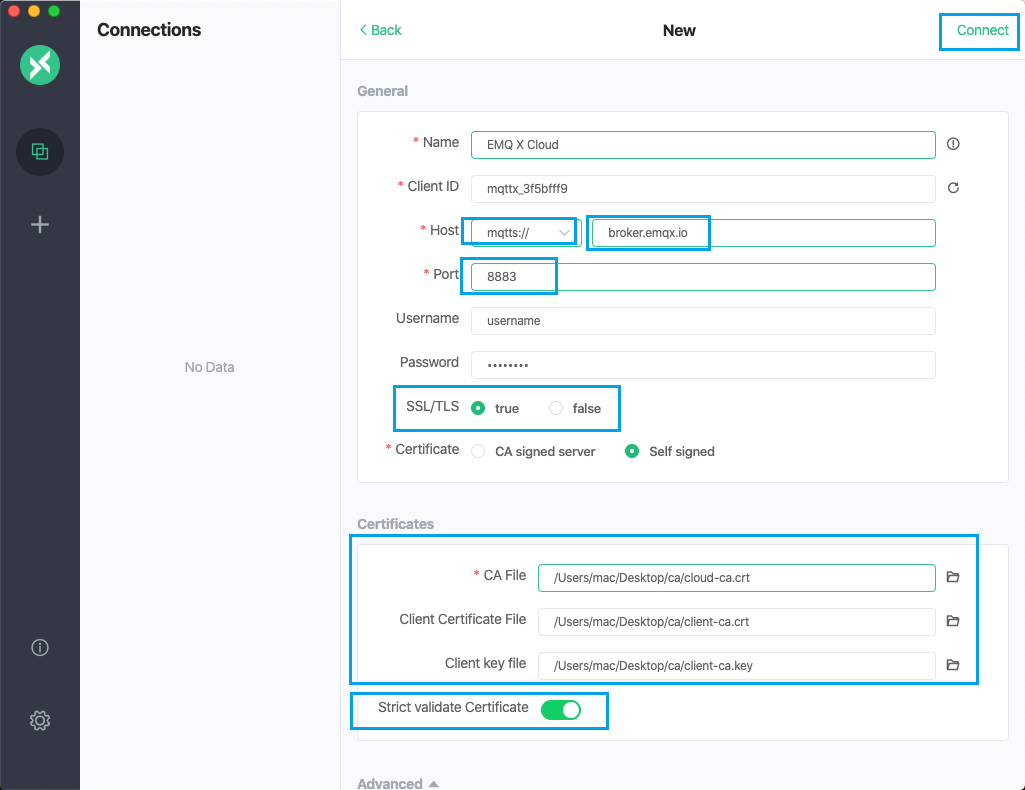 Connections
Back
New
Connect
General
* Name
EMQ X Cloud
* Client ID
mqttx_3f5bfff9
* Host
mqtts://
broker.emqx.io
* Port
8883
Username
username
Password
••••••••
SSL/TLS
true
false
* Certificate
CA signed server
Self signed
No Data
Certificates
* CA File
/Users/mac/Desktop/ca/cloud-ca.crt
Client Certificate File
/Users/mac/Desktop/ca/client-ca.crt
Client key file
/Users/mac/Desktop/ca/client-ca.key
Strict validate Certificate
Advanced